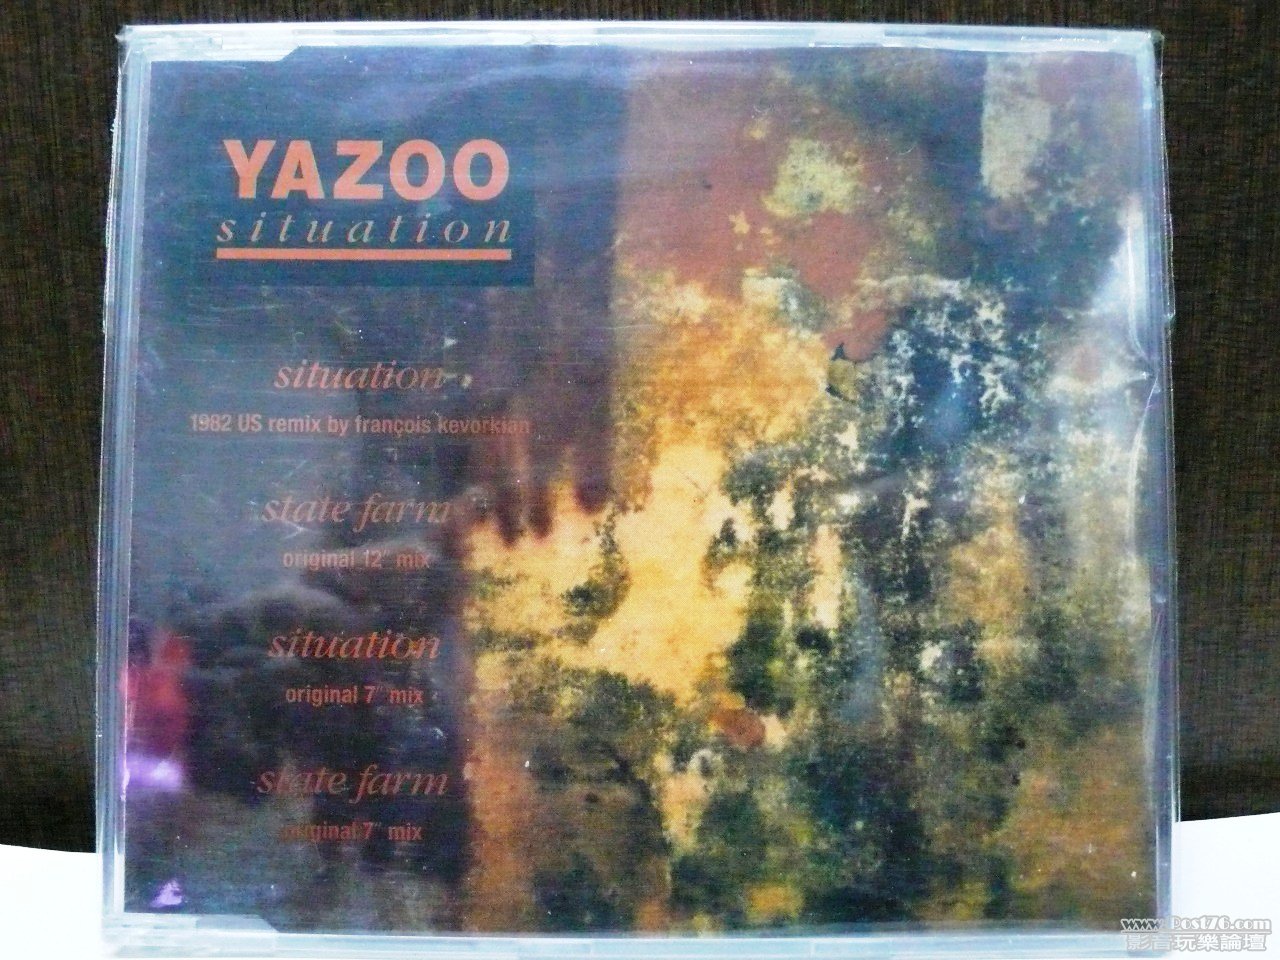 YAZOO
situation
situation
1982 US remix by françois kevorkian
state farm
original 12" mix
situation
original 7" mix
state farm
original 7" mix
www.Post76.com
影音玩樂論壇